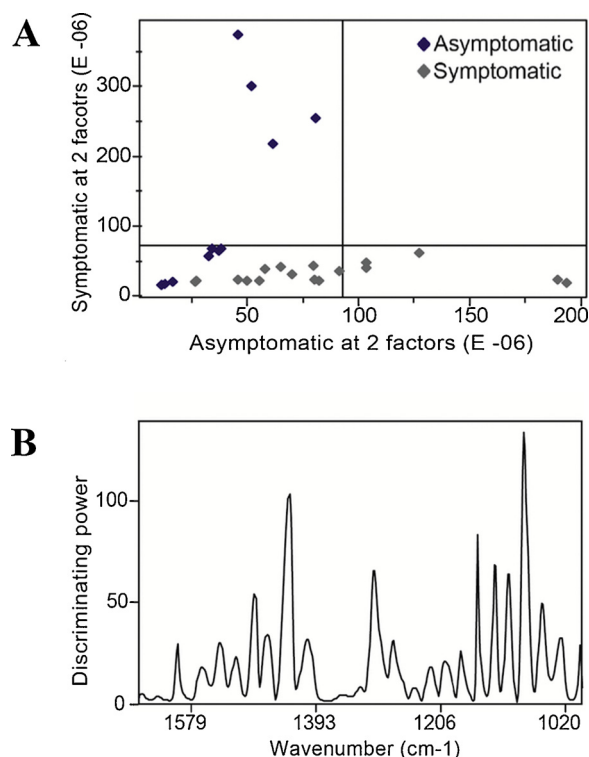 A
Symptomatic at 2 facotrs (E -06)
300
200
100
0
Asymptomatic
Symptomatic
50
100
150
200
Asymptomatic at 2 factors (E -06)
B
Discriminating power
100
50
0
1579
1393
1206
1020
Wavenumber (cm-1)